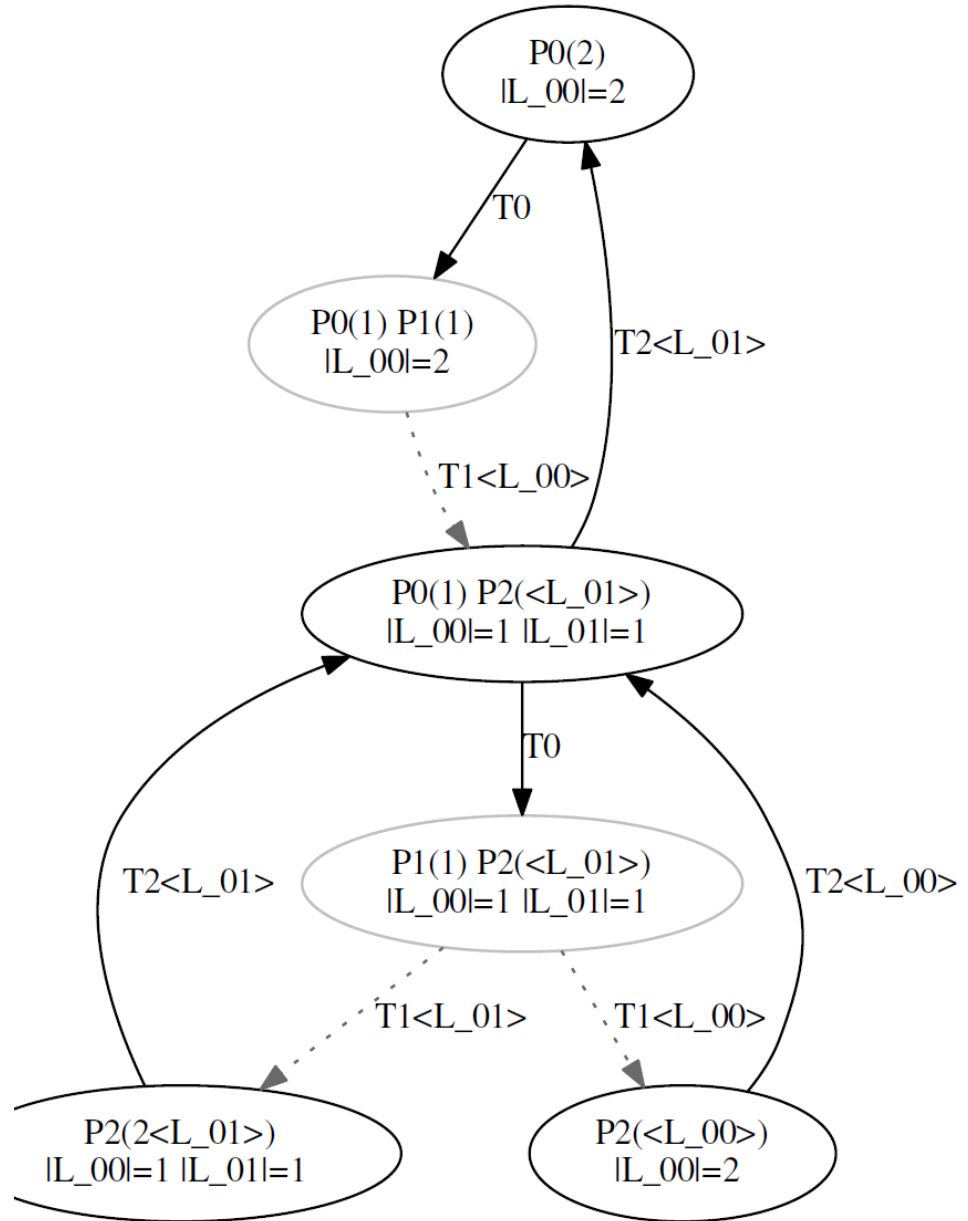 P0(2)
|L_00|=2
T0
P0(1) P1(1)
|L_00|=2
T2<L_01>
T1<L_00>
P0(1) P2(<L_01>)
|L_00|=1 |L_01|=1
T0
P1(1) P2(<L_01>)
|L_00|=1 |L_01|=1
T2<L_01>
T2<L_00>
T1<L_01>
T1<L_00>
P2(2<L_01>)
|L_00|=1 |L_01|=1
P2(<L_00>)
|L_00|=2